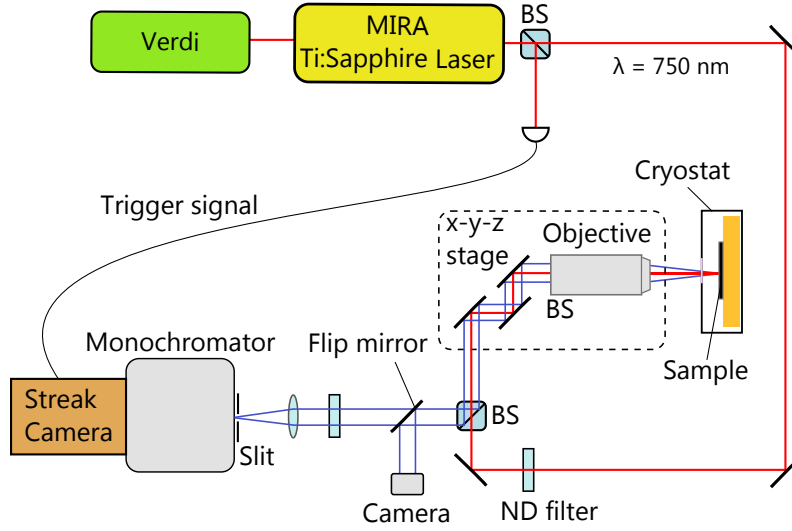 BS
Verdi
MIRA
Ti:Sapphire Laser
λ = 750 nm
Cryostat
Trigger signal
x-y-z
stage
Objective
BS
Monochromator
Flip mirror
Sample
Streak
Camera
BS
Slit
Camera
ND filter